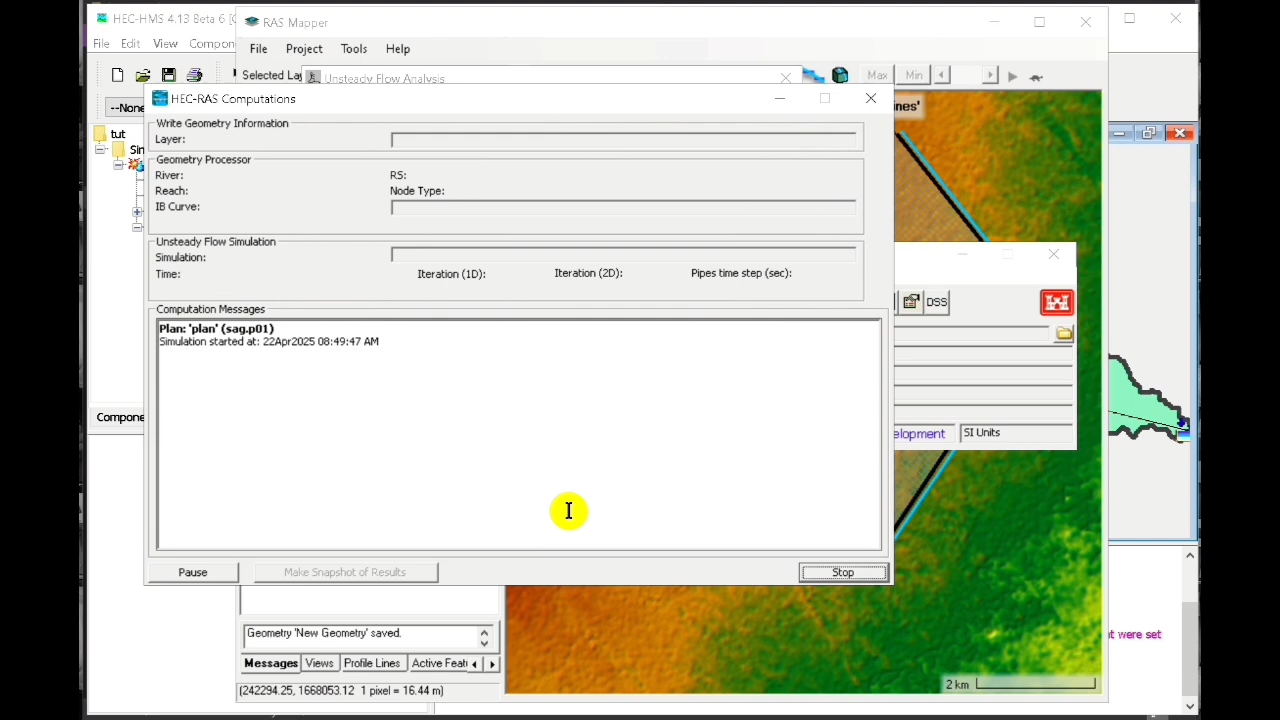 HEC-HMS 4.13 Beta 6 [
RAS Mapper
File Edit View Compon
File Project Tools Help
Selected La
Unsteady Flow Analysis
Max Min
HEC-RAS Computations
--None
nes'
Write Geometry Information
Layer:
tut
Sin
Geometry Processor
River: RS:
Reach: Node Type:
IB Curve:
Unsteady Flow Simulation
Simulation:
Time: Iteration (1D): Iteration (2D): Pipes time step (sec):
DSS
Computation Messages
Plan: 'plan' (sag.p01)
Simulation started at: 22Apr2025 08:49:47 AM
Compone
elopment SI Units
Pause Make Snapshot of Results Stop
Geometry 'New Geometry' saved.
t were set
Messages Views Profile Lines Active Feat
(242294.25, 1668053.12 1 pixel = 16.44 m)
2 km